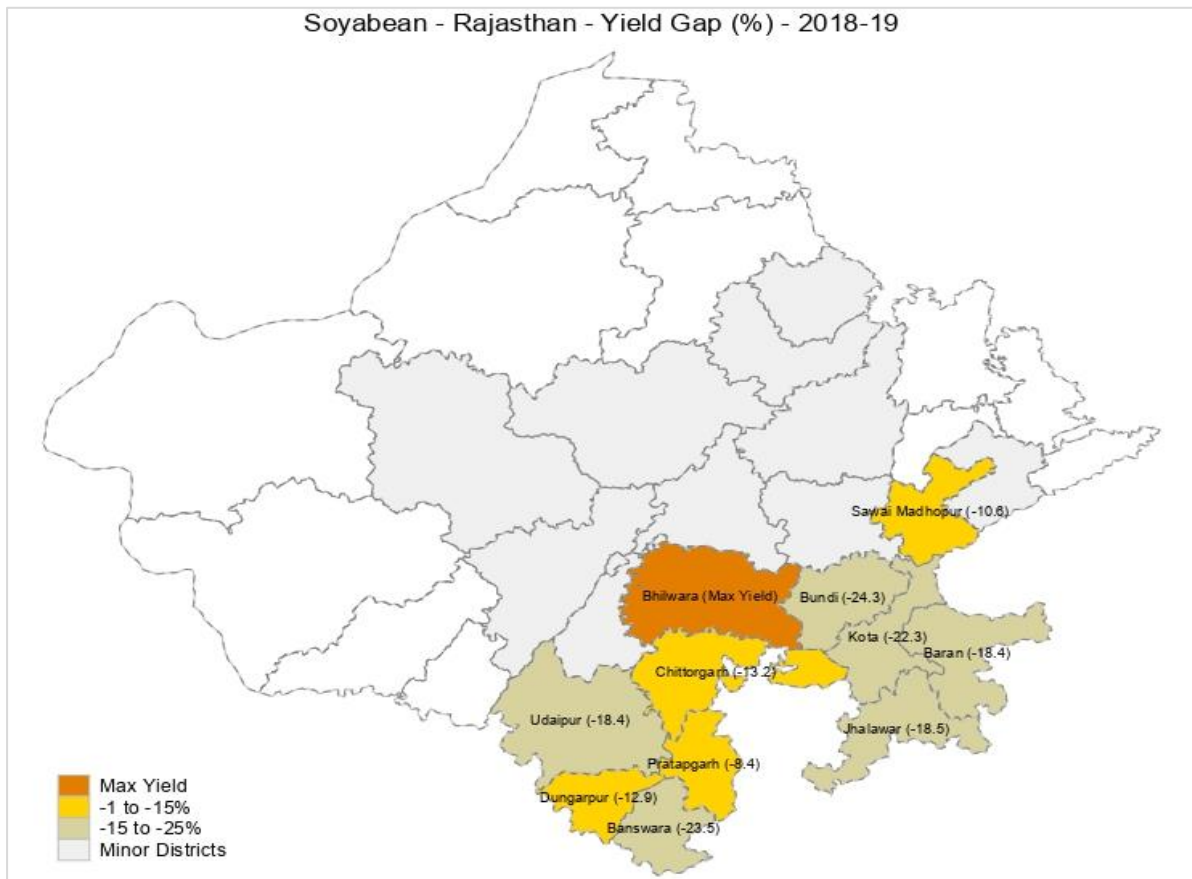 Soyabean - Rajasthan - Yield Gap (%) - 2018-19
Sawai Madhopur (-10.6)
Bhilwara (Max Yield)
Bundi (-24.3)
Kota (-22.3)
Baran (-18.4)
Chittorgarh (-13.2)
Udaipur (-18.4)
Jhalawar (-18.5)
Pratapgarh (-8.4)
Dungarpur (-12.9)
Banswara (-23.5)
Max Yield
-1 to -15%
-15 to -25%
Minor Districts